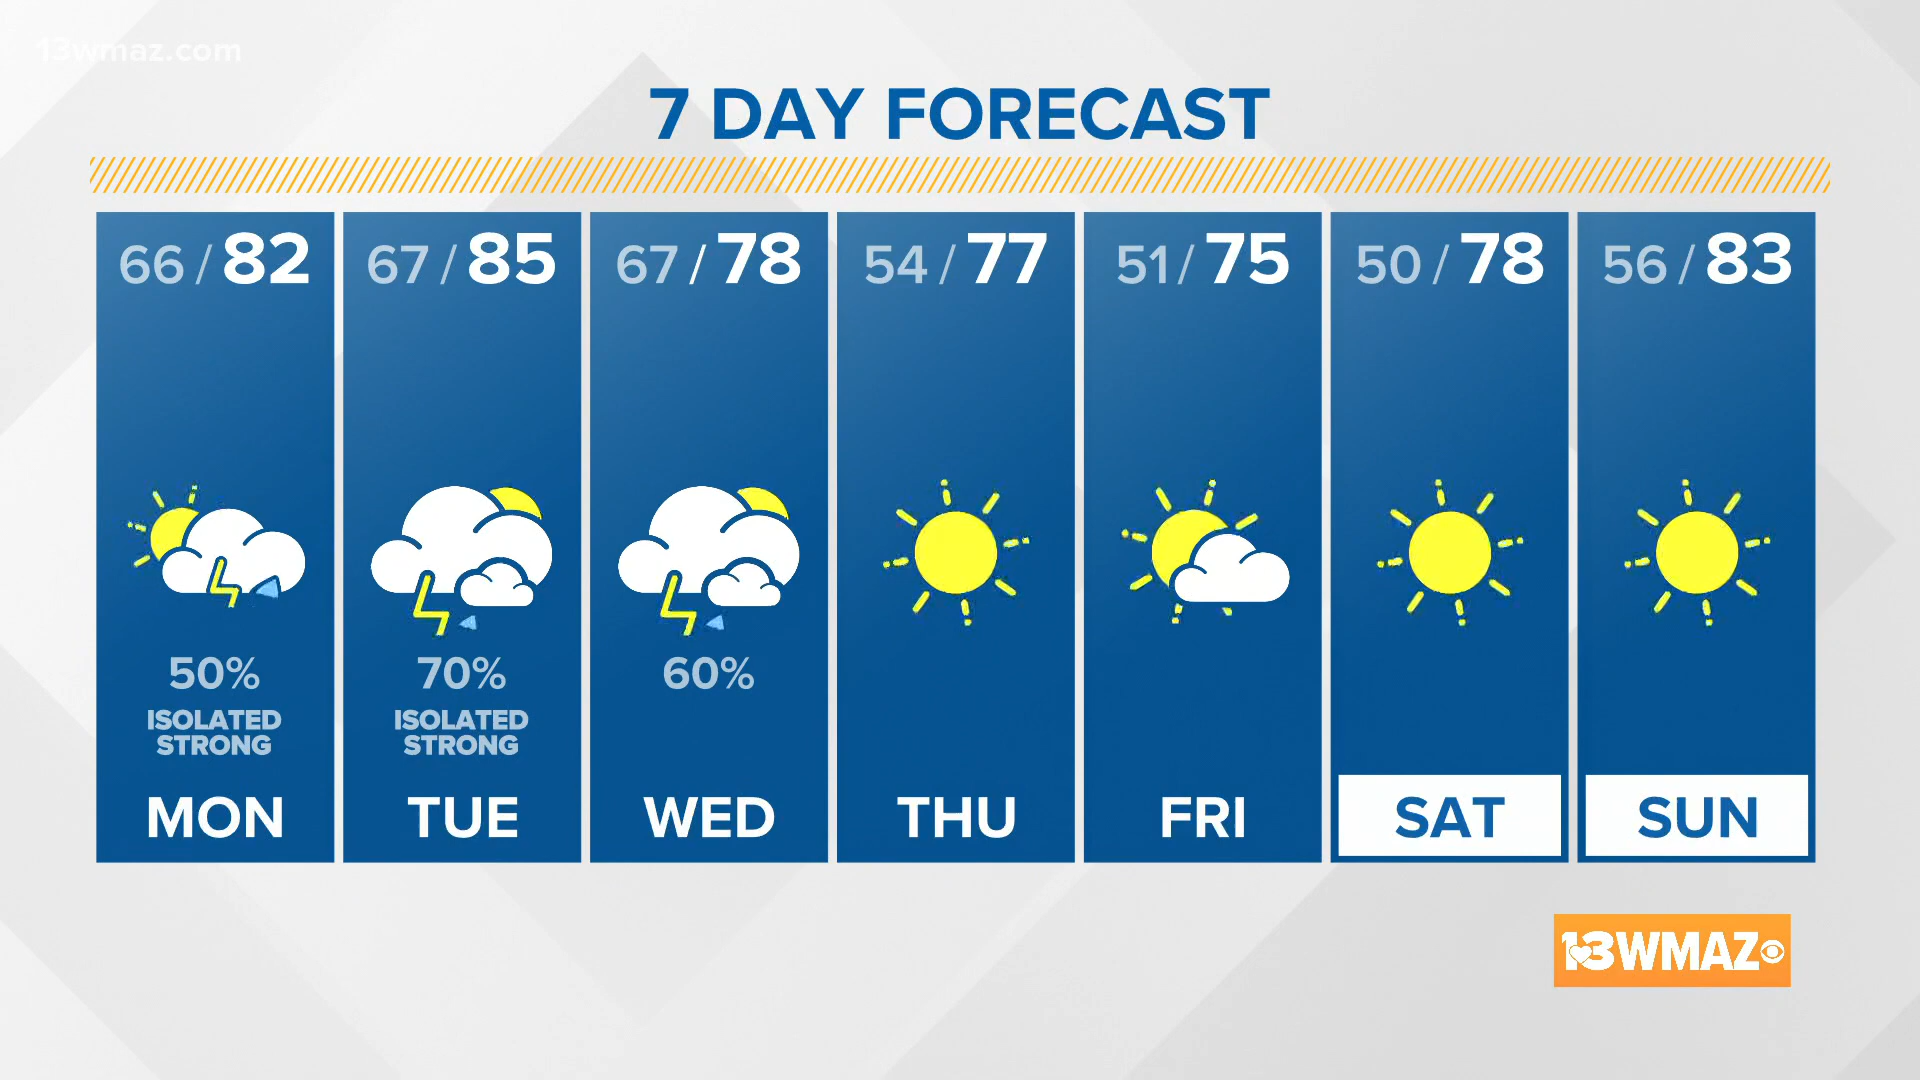 13wmaz.com
7 DAY FORECAST
66 / 82
67 / 85
67 / 78
54 / 77
51 / 75
50 / 78
56 / 83
50%
70%
60%
ISOLATED
STRONG
ISOLATED
STRONG
MON
TUE
WED
THU
FRI
SAT
SUN
13WMAZ